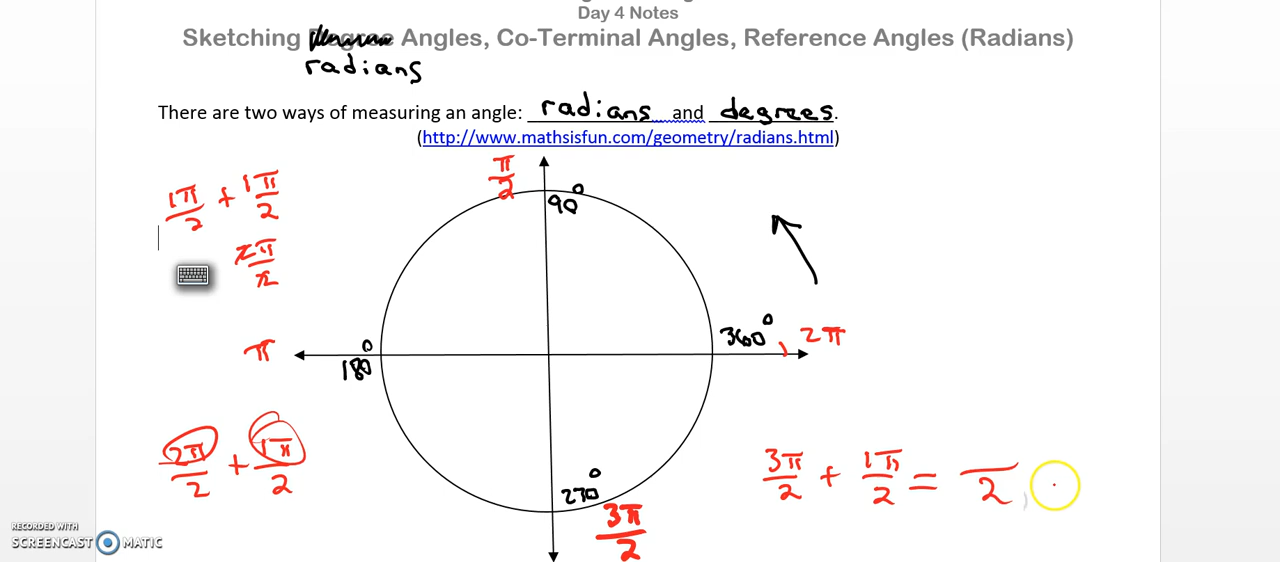 Day 4 Notes
Sketching Angles, Co-Terminal Angles, Reference Angles (Radians)
radians
There are two ways of measuring an angle: radians and degrees.
(http://www.mathsisfun.com/geometry/radians.html)
π/2
90°
1π/2 + 1π/2
2π/2
360°, 2π
π
180°
2π/2 + 1π/2
270°
3π/2
3π/2 + 1π/2 = /2
RECORDED WITH
SCREENCAST MATIC